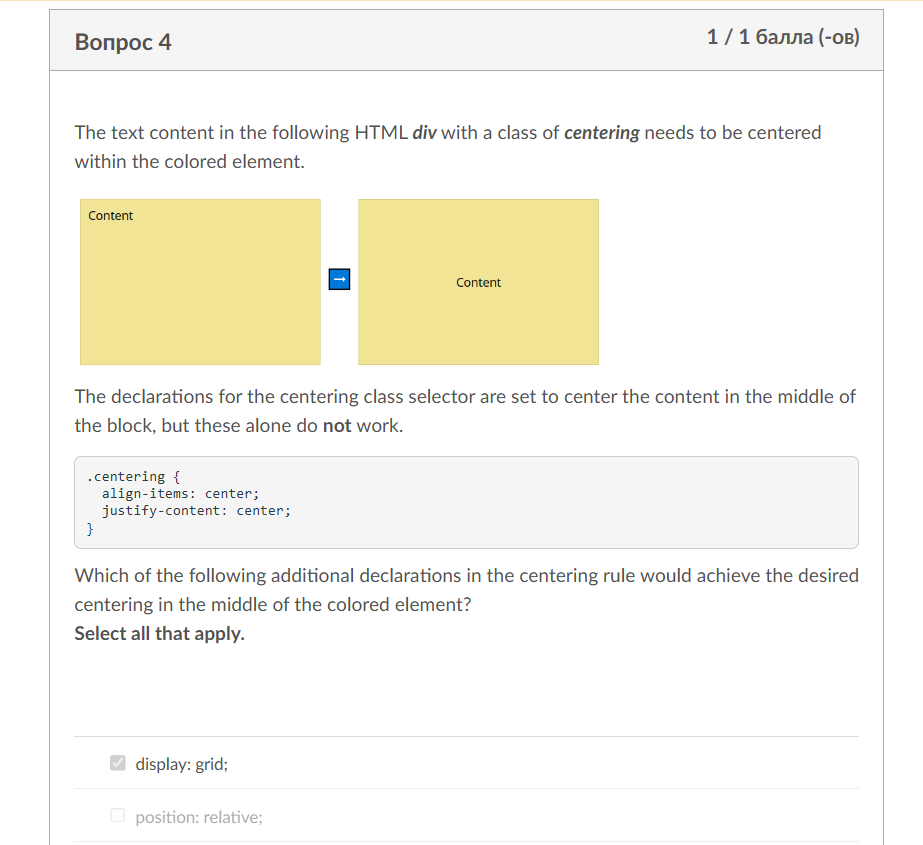 Вопрос 4
1 / 1 балла (-ов)
The text content in the following HTML div with a class of centering needs to be centered
within the colored element.
Content
→
Content
The declarations for the centering class selector are set to center the content in the middle of
the block, but these alone do not work.
.centering {
  align-items: center;
  justify-content: center;
}
Which of the following additional declarations in the centering rule would achieve the desired
centering in the middle of the colored element?
Select all that apply.
display: grid;
position: relative;